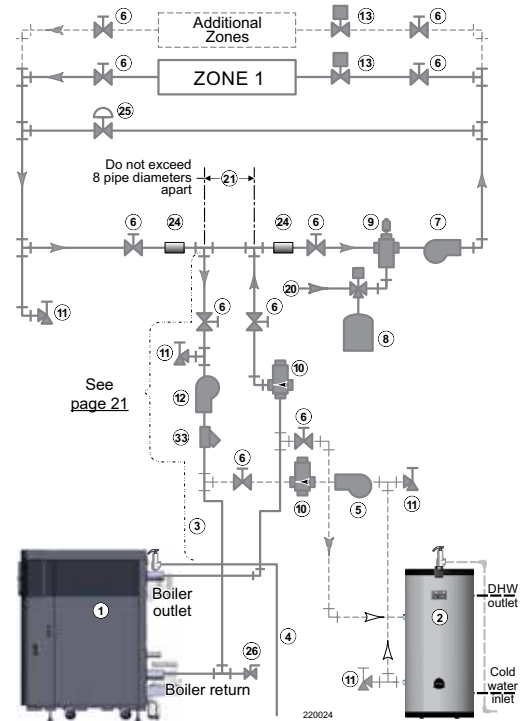 6
Additional
Zones
13
6
6
ZONE 1
13
6
25
Do not exceed
8 pipe diameters
apart
21
6
24
24
6
9
7
20
8
11
6
6
11
10
12
See
page 21
6
33
6
10
5
11
3
1
Boiler
outlet
4
2
DHW
outlet
26
11
Boiler return
Cold
water
inlet
220024